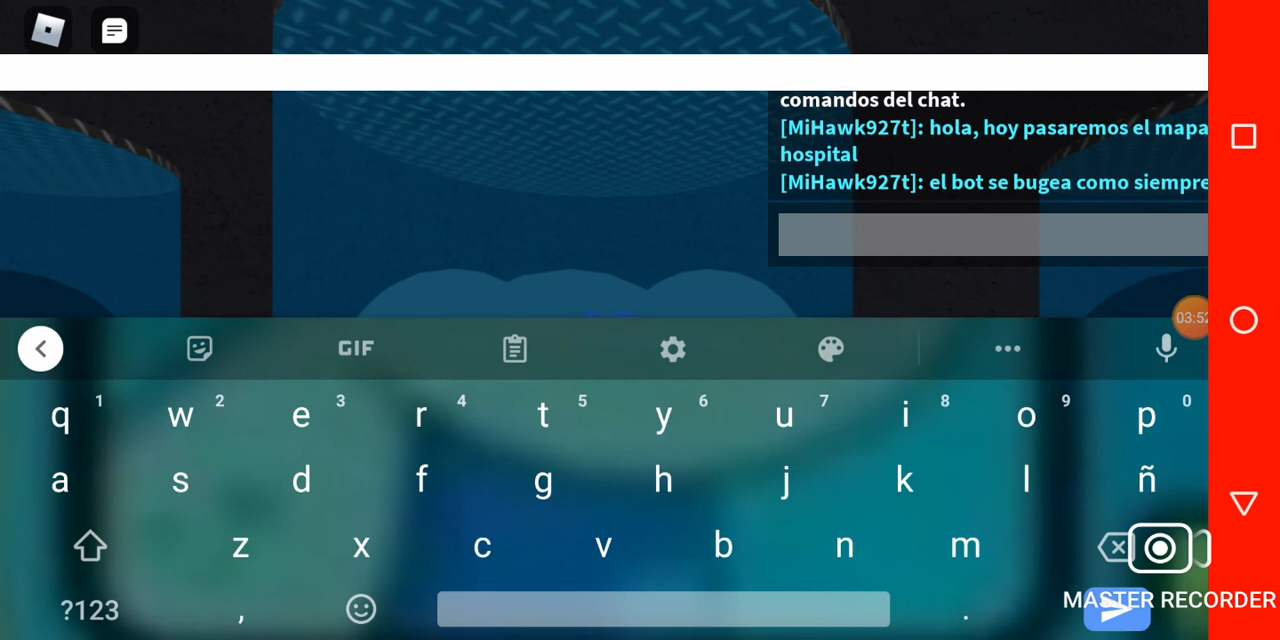 comandos del chat.
[MiHawk927t]: hola, hoy pasaremos el mapa
hospital
[MiHawk927t]: el bot se bugea como siempre
03:52
GIF
1 2 3 4 5 6 7 8 9 0
q w e r t y u i o p
a s d f g h j k l ñ
z x c v b n m
?123 , .
MASTER RECORDER